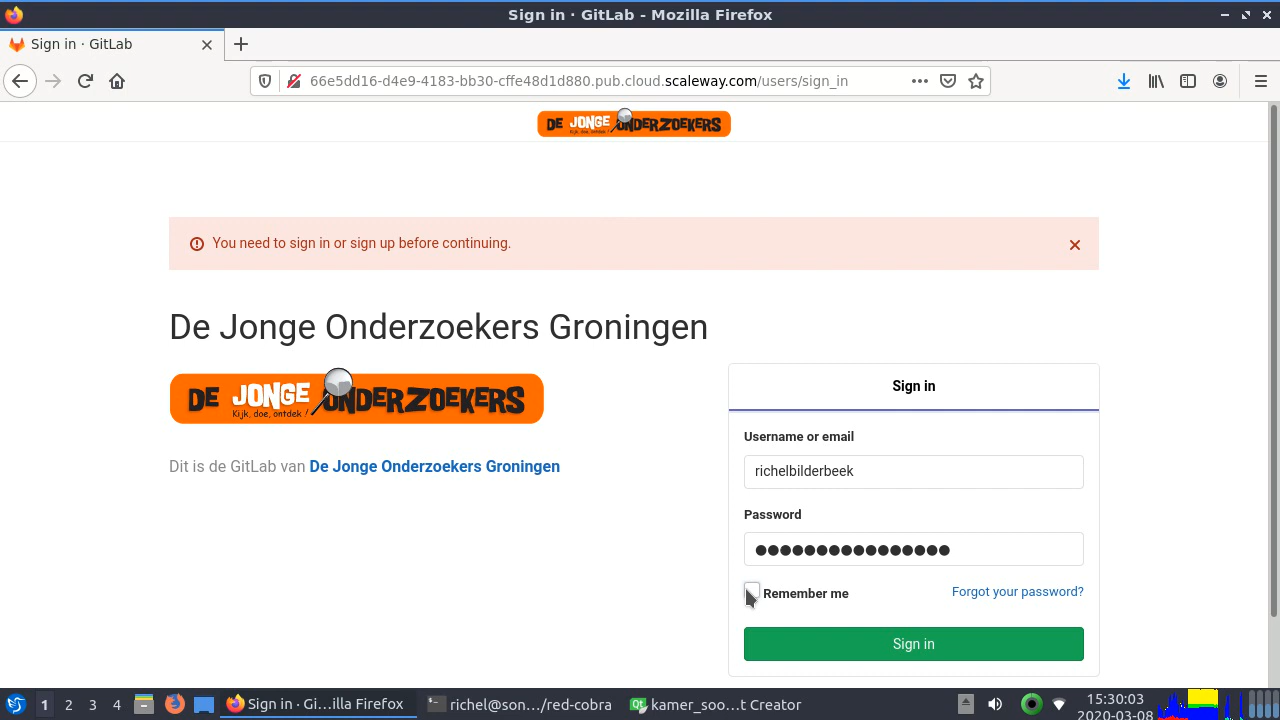 Sign in · GitLab - Mozilla Firefox
Sign in · GitLab
66e5dd16-d4e9-4183-bb30-cffe48d1d880.pub.cloud.scaleway.com/users/sign_in
DE JONGE ONDERZOEKERS
Kijk, doe, ontdek!
You need to sign in or sign up before continuing.
De Jonge Onderzoekers Groningen
DE JONGE ONDERZOEKERS
Kijk, doe, ontdek!
Dit is de GitLab van De Jonge Onderzoekers Groningen
Sign in
Username or email
richelbilderbeek
Password
Remember me
Forgot your password?
Sign in
1 2 3 4
Sign in · Gi...illa Firefox
richel@son.../red-cobra
kamer_soo...t Creator
15:30:03
2020-03-08